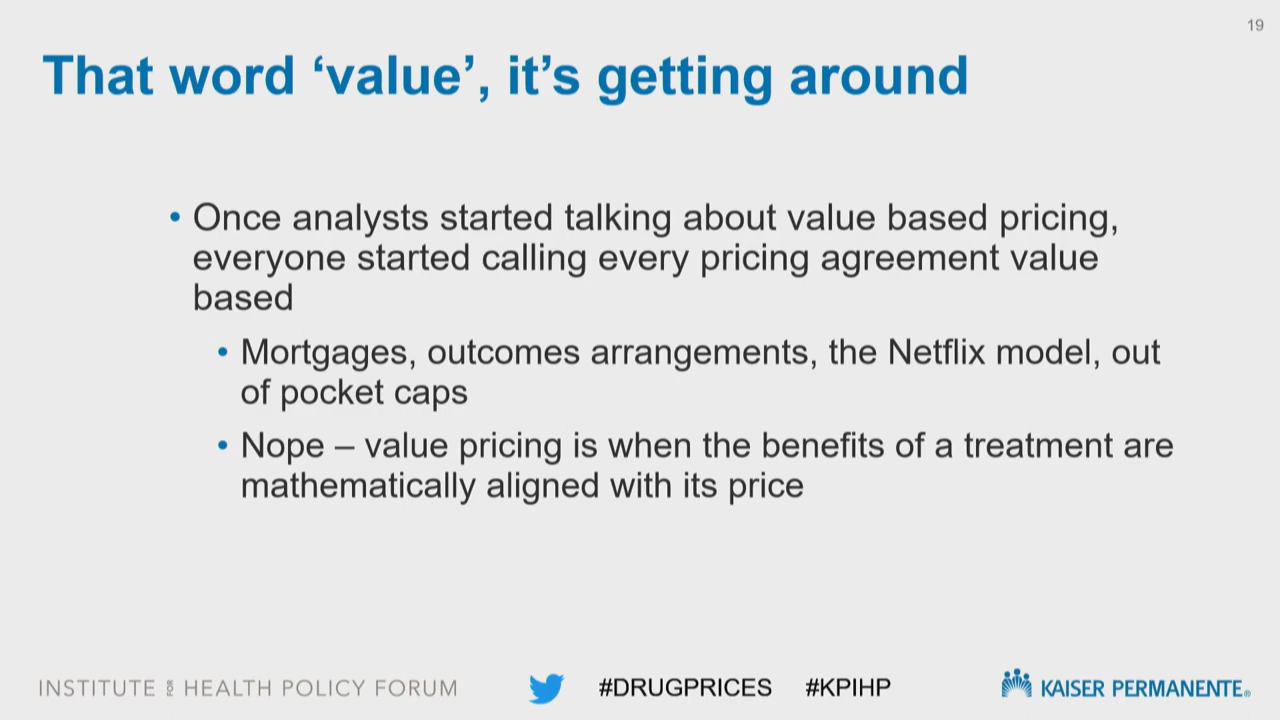 19
That word ‘value’, it’s getting around
• Once analysts started talking about value based pricing,
everyone started calling every pricing agreement value
based
• Mortgages, outcomes arrangements, the Netflix model, out
of pocket caps
• Nope – value pricing is when the benefits of a treatment are
mathematically aligned with its price
INSTITUTE FOR HEALTH POLICY FORUM
#DRUGPRICES #KPIHP
KAISER PERMANENTE®